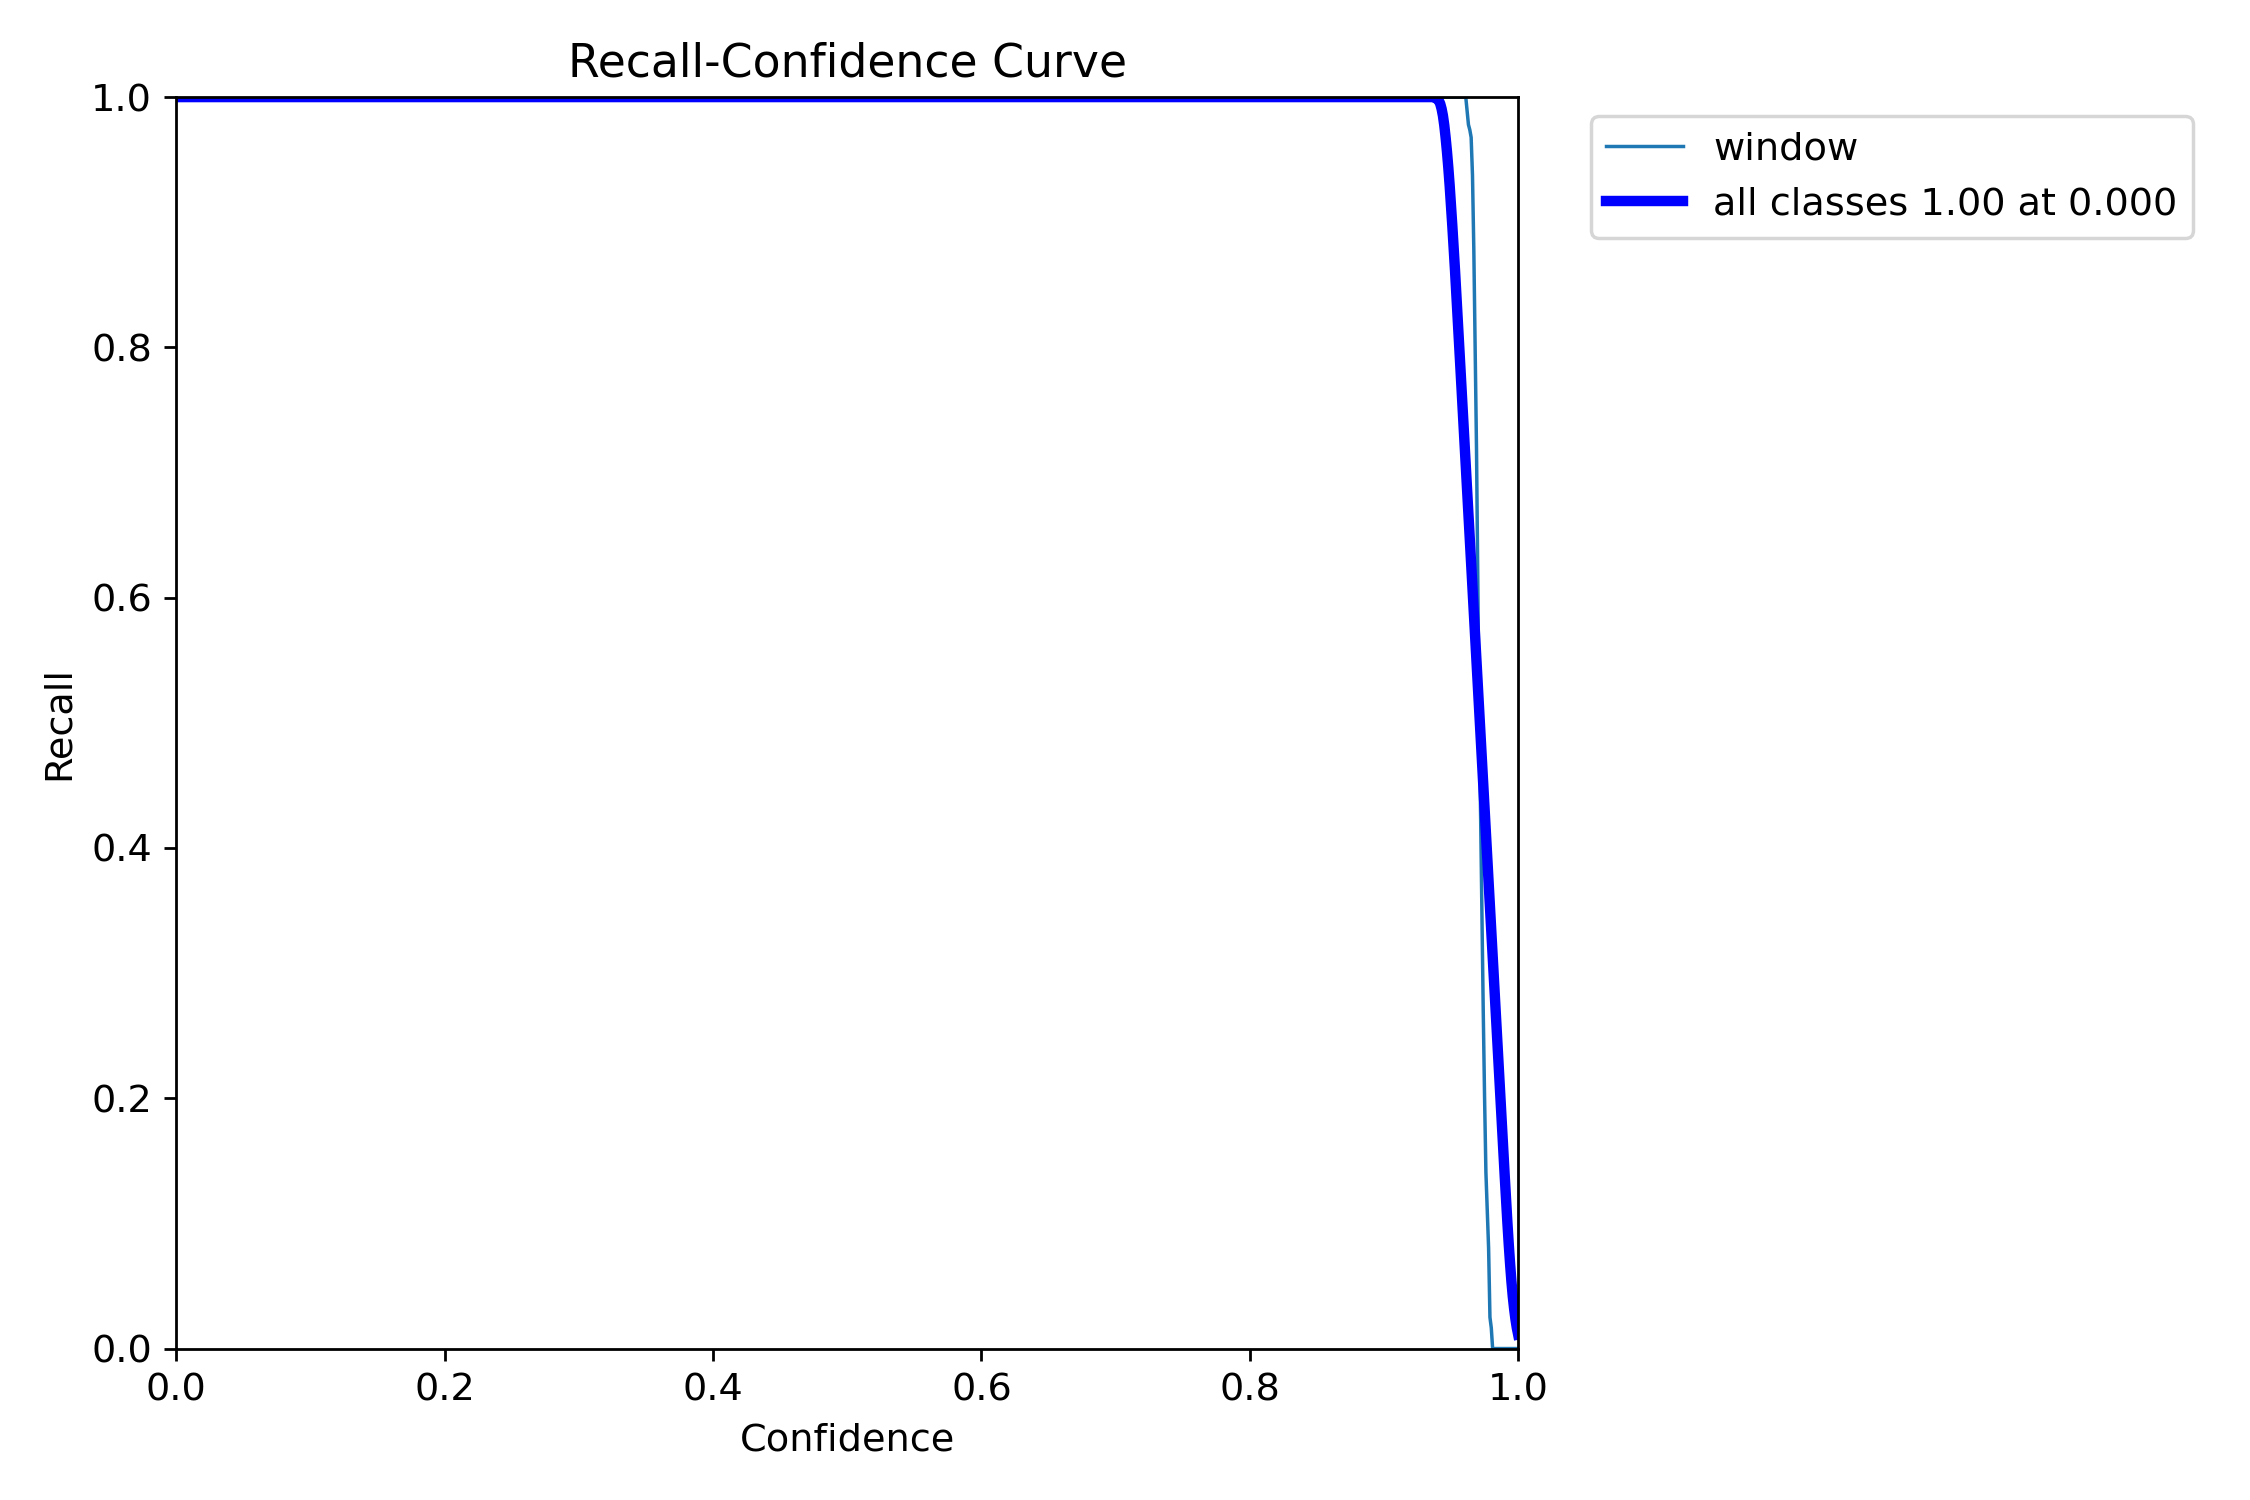 Recall-Confidence Curve
1.0
0.8
0.6
0.4
0.2
0.0
Recall
0.0 0.2 0.4 0.6 0.8 1.0
Confidence
window
all classes 1.00 at 0.000